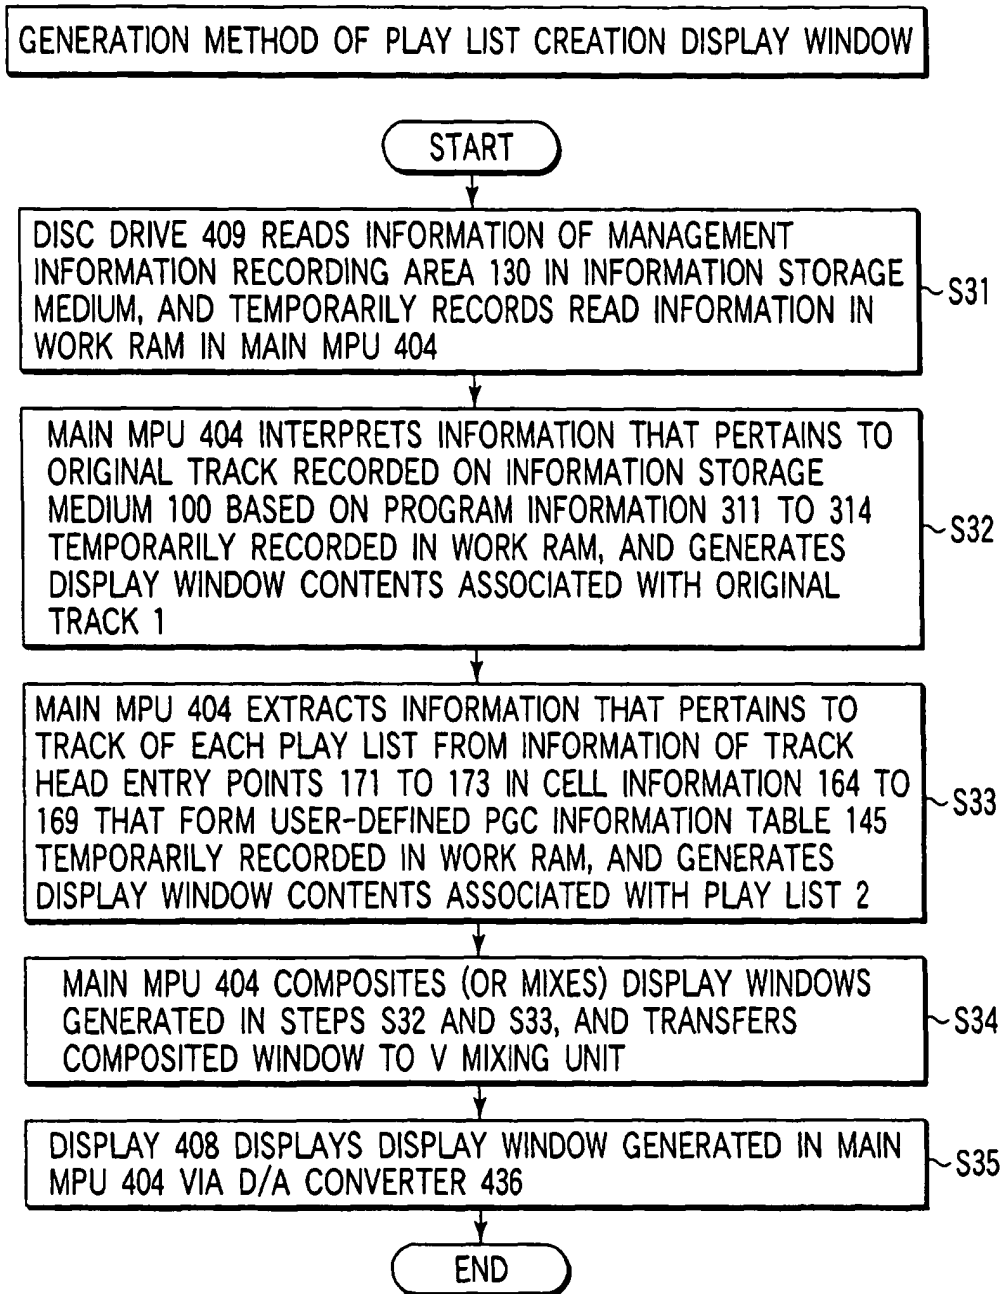 GENERATION METHOD OF PLAY LIST CREATION DISPLAY WINDOW
START
DISC DRIVE 409 READS INFORMATION OF MANAGEMENT
INFORMATION RECORDING AREA 130 IN INFORMATION STORAGE
MEDIUM, AND TEMPORARILY RECORDS READ INFORMATION IN
WORK RAM IN MAIN MPU 404
~S31
MAIN MPU 404 INTERPRETS INFORMATION THAT PERTAINS TO
ORIGINAL TRACK RECORDED ON INFORMATION STORAGE
MEDIUM 100 BASED ON PROGRAM INFORMATION 311 TO 314
TEMPORARILY RECORDED IN WORK RAM, AND GENERATES
DISPLAY WINDOW CONTENTS ASSOCIATED WITH ORIGINAL
TRACK 1
~S32
MAIN MPU 404 EXTRACTS INFORMATION THAT PERTAINS TO
TRACK OF EACH PLAY LIST FROM INFORMATION OF TRACK
HEAD ENTRY POINTS 171 TO 173 IN CELL INFORMATION 164 TO
169 THAT FORM USER-DEFINED PGC INFORMATION TABLE 145
TEMPORARILY RECORDED IN WORK RAM, AND GENERATES
DISPLAY WINDOW CONTENTS ASSOCIATED WITH PLAY LIST 2
~S33
MAIN MPU 404 COMPOSITES (OR MIXES) DISPLAY WINDOWS
GENERATED IN STEPS S32 AND S33, AND TRANSFERS
COMPOSITED WINDOW TO V MIXING UNIT
~S34
DISPLAY 408 DISPLAYS DISPLAY WINDOW GENERATED IN MAIN
MPU 404 VIA D/A CONVERTER 436
~S35
END